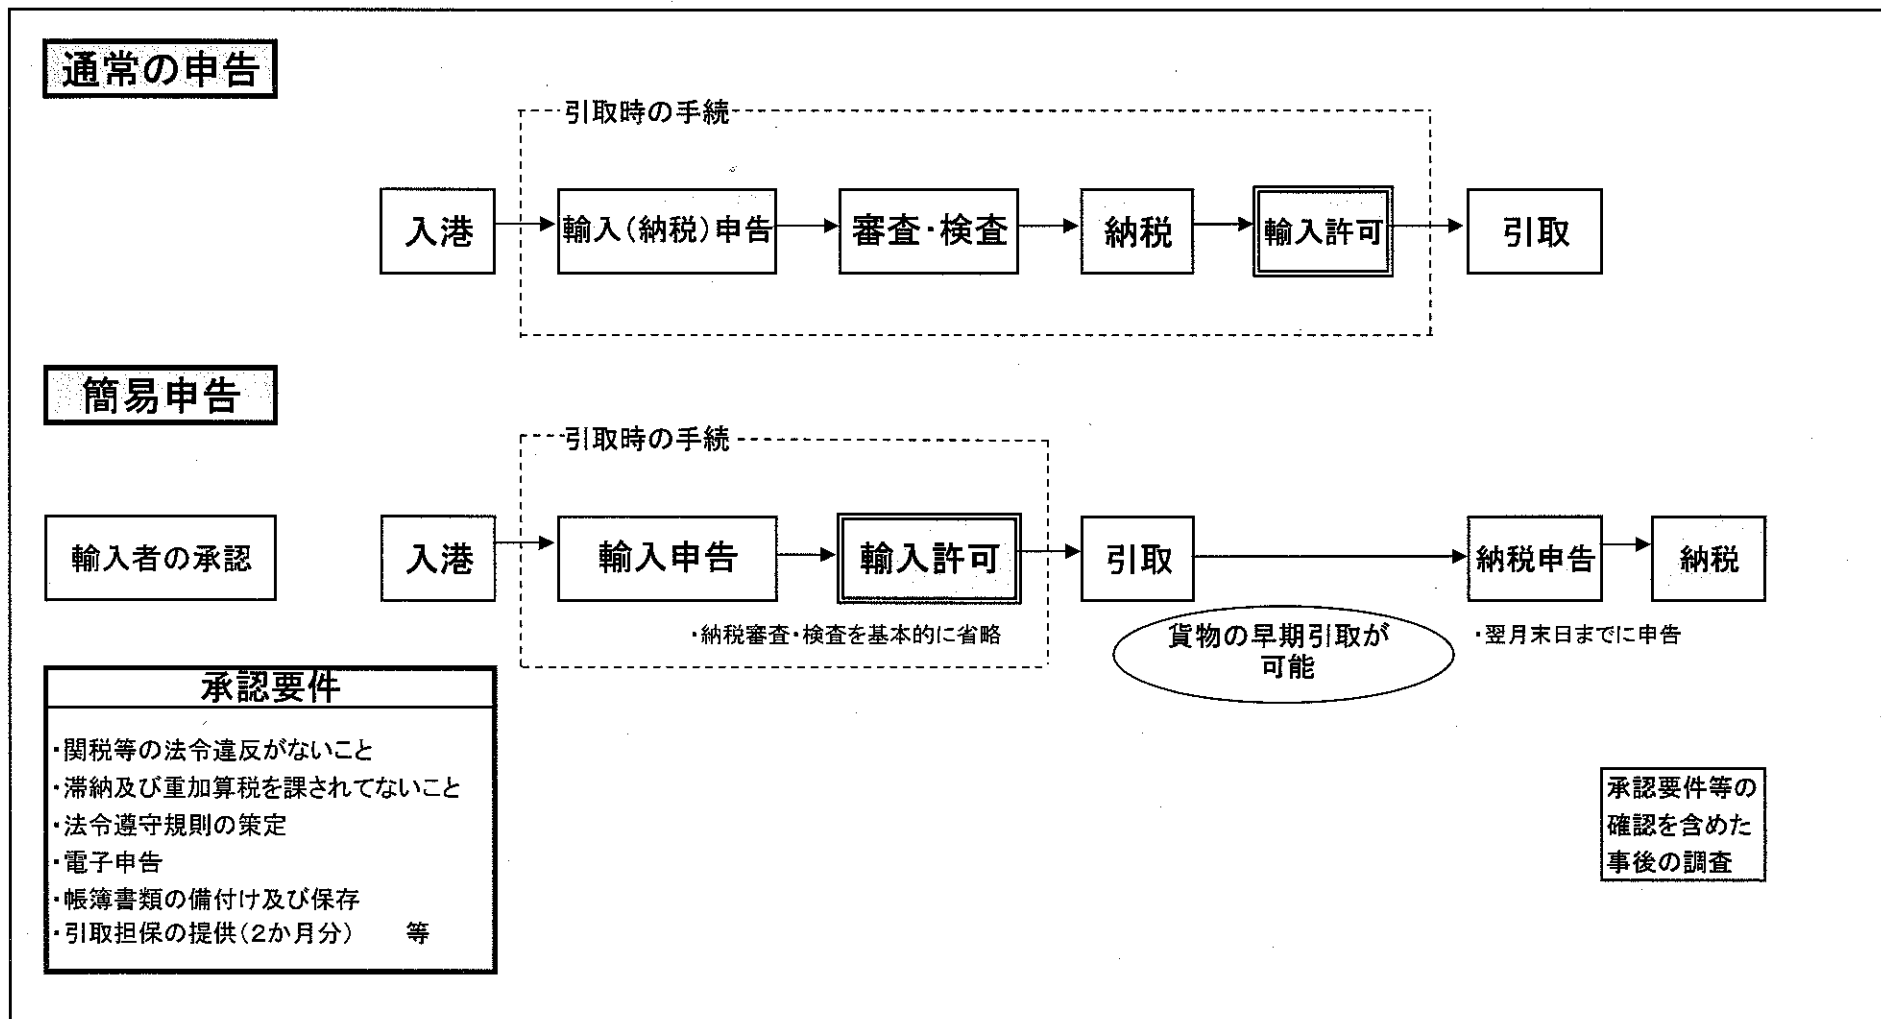 通常の申告
引取時の手続
入港
輸入(納税)申告
審査・検査
納税
輸入許可
引取
簡易申告
引取時の手続
輸入者の承認
入港
輸入申告
輸入許可
引取
納税申告
納税
・納税審査・検査を基本的に省略
貨物の早期引取が
可能
・翌月末日までに申告
承認要件
・関税等の法令違反がないこと
・滞納及び重加算税を課されてないこと
・法令遵守規則の策定
・電子申告
・帳簿書類の備付け及び保存
・引取担保の提供(2か月分) 等
承認要件等の
確認を含めた
事後の調査